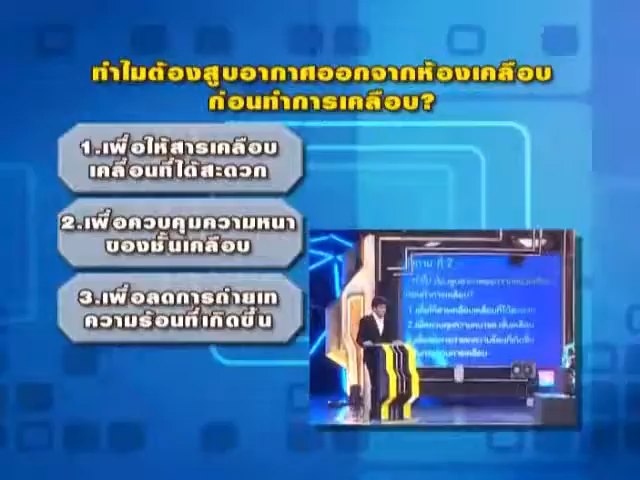 ทำไมต้องสูบอากาศออกจากห้องเคลือบ
ก่อนทำการเคลือบ?
1.เพื่อให้สารเคลือบ
เคลื่อนที่ได้สะดวก
2.เพื่อควบคุมความหนา
ของชั้นเคลือบ
3.เพื่อลดการถ่ายเท
ความร้อนที่เกิดขึ้น